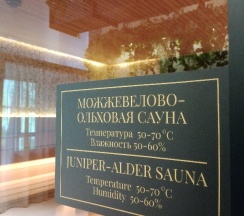 МОЖЖЕВЕЛОВО-
ОЛЬХОВАЯ САУНА
Температура 50-70°C
Влажность 50-60%
JUNIPER-ALDER SAUNA
Temperature 50-70°C
Humidity 50-60%